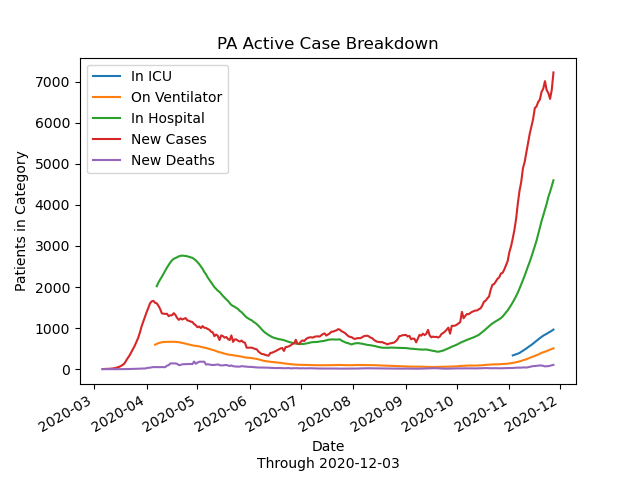 PA Active Case Breakdown
In ICU
On Ventilator
In Hospital
New Cases
New Deaths
Patients in Category
7000
6000
5000
4000
3000
2000
1000
0
2020-03
2020-04
2020-05
2020-06
2020-07
2020-08
2020-09
2020-10
2020-11
2020-12
Date
Through 2020-12-03